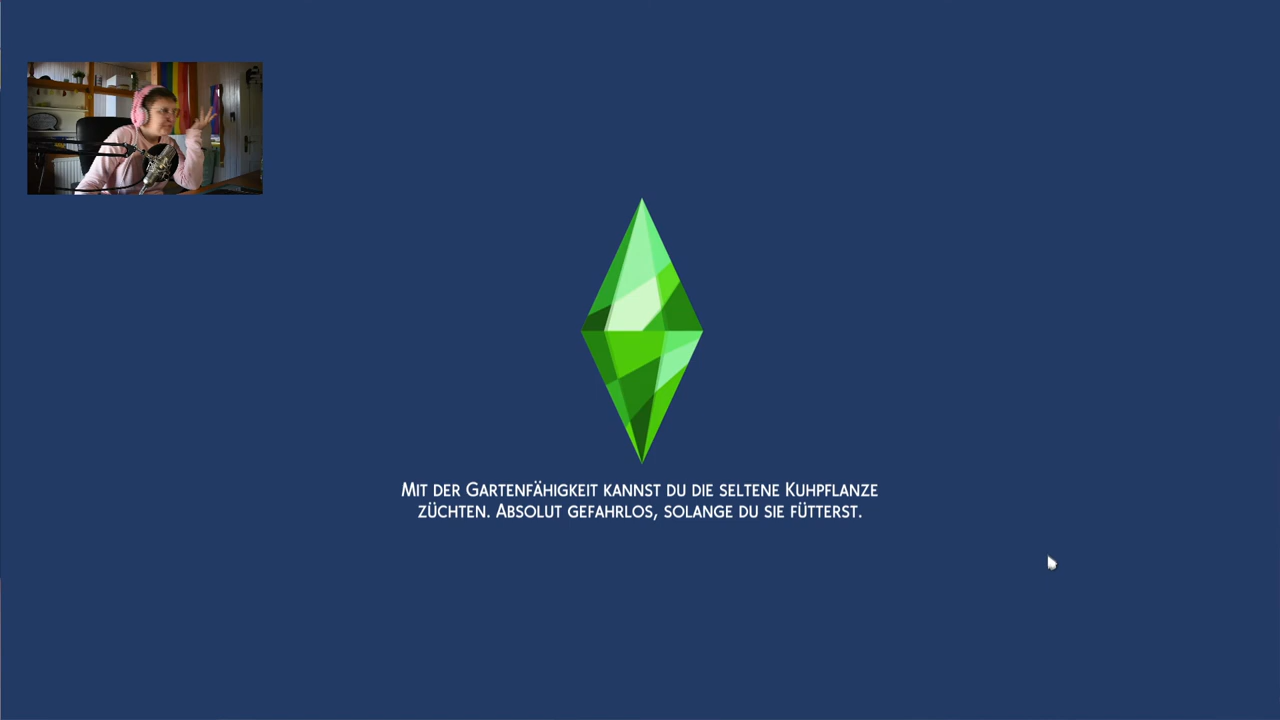 Mit der Gartenfähigkeit kannst du die seltene Kuhpflanze
züchten. Absolut gefahrlos, solange du sie fütterst.